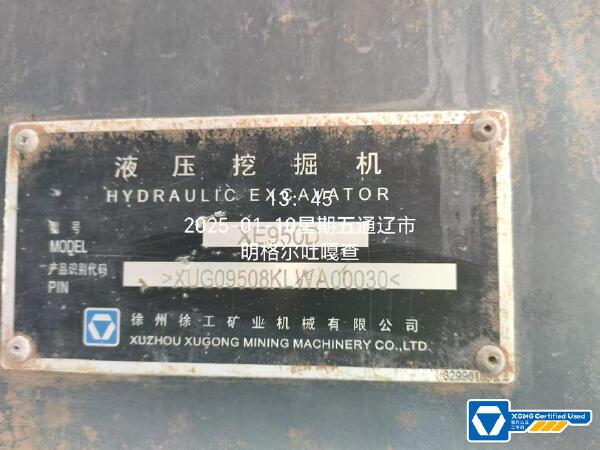 液压挖掘机
HYDRAULIC EXCAVATOR
13:45
型号
MODEL
XE950D
2025-01-10星期五通辽市
明格尔吐嘎查
产品识别代码
PIN
>XUG09508KLWA00030<
徐州徐工矿业机械有限公司
XUZHOU XUGONG MINING MACHINERY CO.,LTD.
XCMG Certified Used